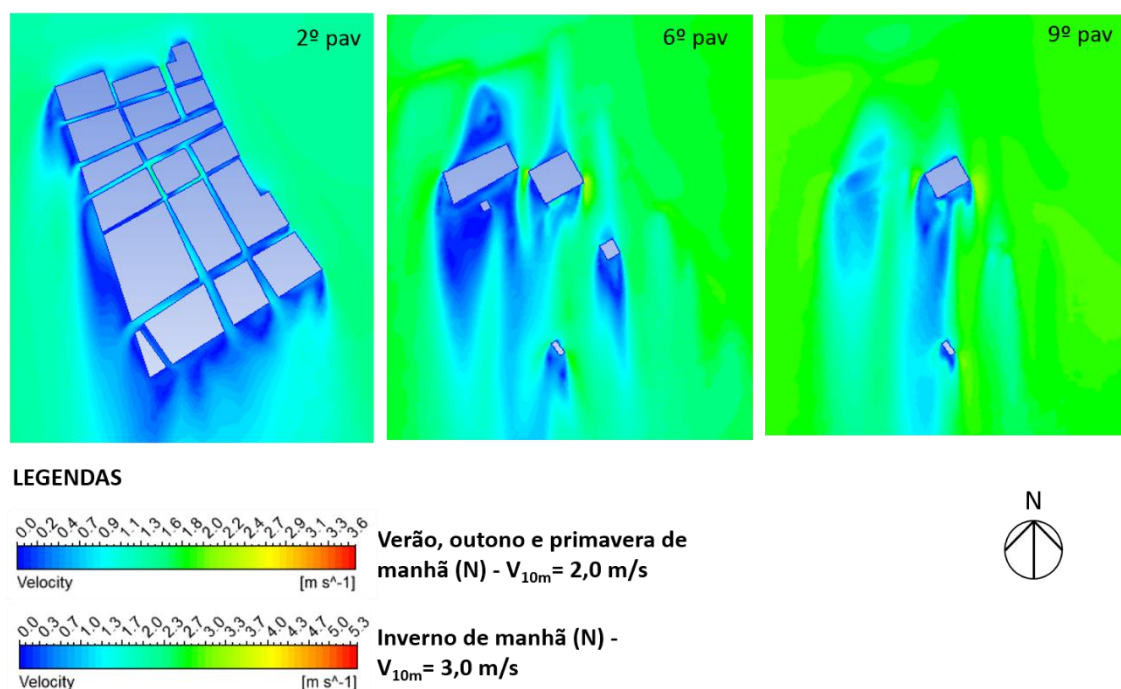 2º pav
6º pav
9º pav
LEGENDAS
N
0.0 0.2 0.4 0.7 0.9 1.1 1.3 1.6 1.8 2.0 2.2 2.4 2.7 2.9 3.1 3.3 3.6
Velocity [m s^-1]
Verão, outono e primavera de
manhã (N) - V10m= 2,0 m/s
0.0 0.3 0.7 1.0 1.3 1.7 2.0 2.3 2.7 3.0 3.3 3.7 4.0 4.3 4.7 5.0 5.3
Velocity [m s^-1]
Inverno de manhã (N) -
V10m= 3,0 m/s